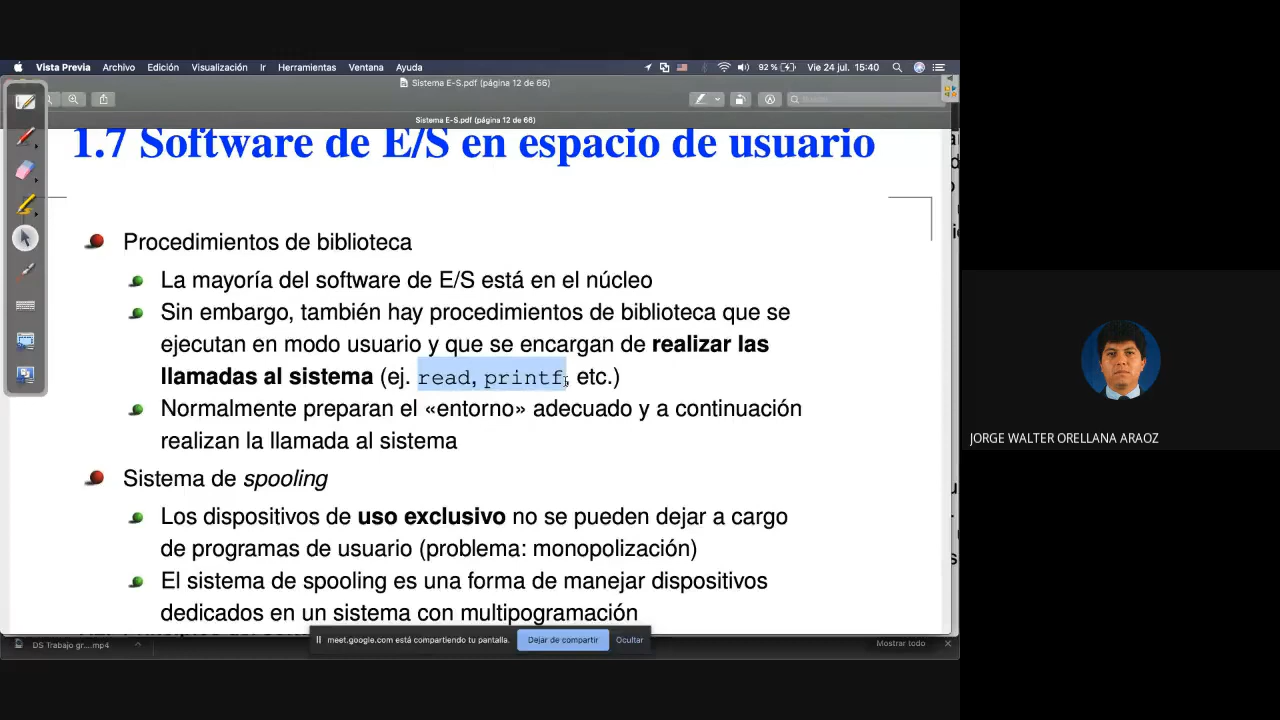 Vista Previa Archivo Edición Visualización Ir Herramientas Ventana Ayuda 92 % Vie 24 jul. 15:40
Sistema E-S.pdf (página 12 de 66)
Buscar
Sistema E-S.pdf (página 12 de 66)
1.7 Software de E/S en espacio de usuario
Procedimientos de biblioteca
La mayoría del software de E/S está en el núcleo
Sin embargo, también hay procedimientos de biblioteca que se
ejecutan en modo usuario y que se encargan de realizar las
llamadas al sistema (ej. read, printf, etc.)
Normalmente preparan el «entorno» adecuado y a continuación
realizan la llamada al sistema
Sistema de spooling
Los dispositivos de uso exclusivo no se pueden dejar a cargo
de programas de usuario (problema: monopolización)
El sistema de spooling es una forma de manejar dispositivos
dedicados en un sistema con multipogramación
meet.google.com está compartiendo tu pantalla. Dejar de compartir Ocultar
DS Trabajo gr....mp4 Mostrar todo
JORGE WALTER ORELLANA ARAOZ